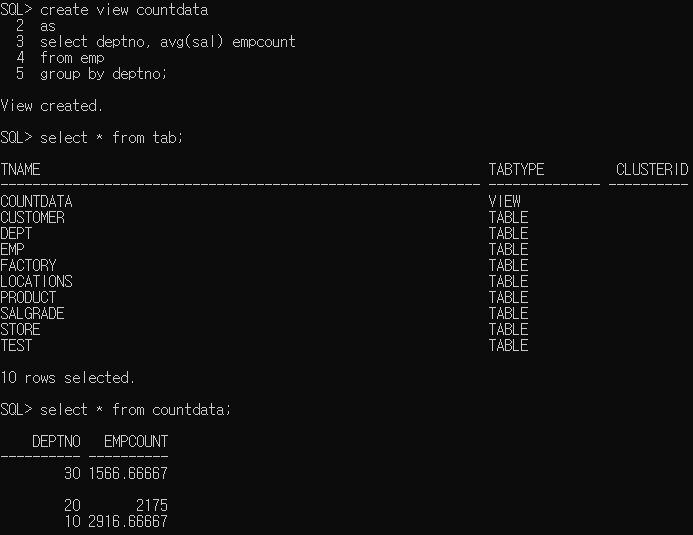 SQL> create view countdata
  2  as
  3  select deptno, avg(sal) empcount
  4  from emp
  5  group by deptno;

View created.

SQL> select * from tab;

TNAME                                                        TABTYPE        CLUSTERID
------------------------------------------------------------ -------------- ----------
COUNTDATA                                                    VIEW
CUSTOMER                                                     TABLE
DEPT                                                         TABLE
EMP                                                          TABLE
FACTORY                                                      TABLE
LOCATIONS                                                    TABLE
PRODUCT                                                      TABLE
SALGRADE                                                     TABLE
STORE                                                        TABLE
TEST                                                         TABLE

10 rows selected.

SQL> select * from countdata;

    DEPTNO   EMPCOUNT
---------- ----------
        30 1566.66667

        20       2175
        10 2916.66667